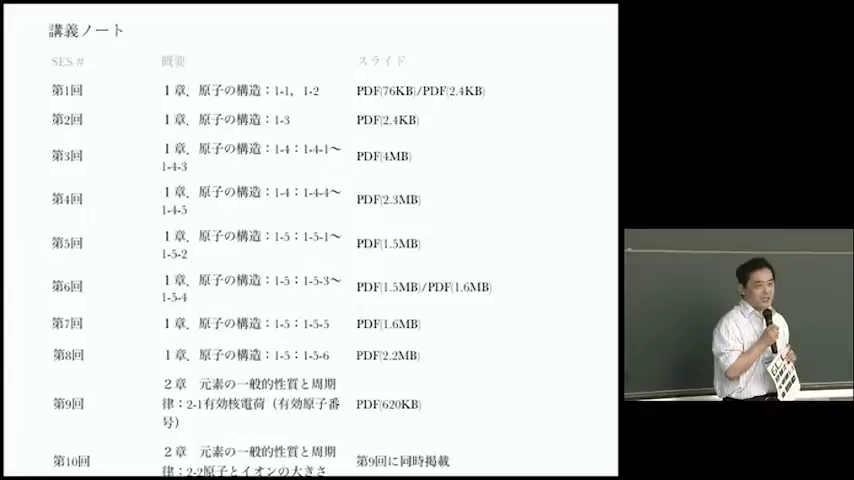 講義ノート
SES # 概要 スライド
第1回 1章．原子の構造：1-1，1-2 PDF(76KB)/PDF(2.4KB)
第2回 1章．原子の構造：1-3 PDF(2.4KB)
第3回 1章．原子の構造：1-4：1-4-1～ PDF(4MB)
1-4-3
第4回 1章．原子の構造：1-4：1-4-4～ PDF(2.3MB)
1-4-5
第5回 1章．原子の構造：1-5：1-5-1～ PDF(1.5MB)
1-5-2
第6回 1章．原子の構造：1-5：1-5-3～ PDF(1.5MB)/PDF(1.6MB)
1-5-4
第7回 1章．原子の構造：1-5：1-5-5 PDF(1.6MB)
第8回 1章．原子の構造：1-5：1-5-6 PDF(2.2MB)
２章　元素の一般的性質と周期
第9回 律：2-1有効核電荷（有効原子番 PDF(620KB)
号）
２章　元素の一般的性質と周期
第10回 第9回に同時掲載
律：2-2原子とイオンの大きさ